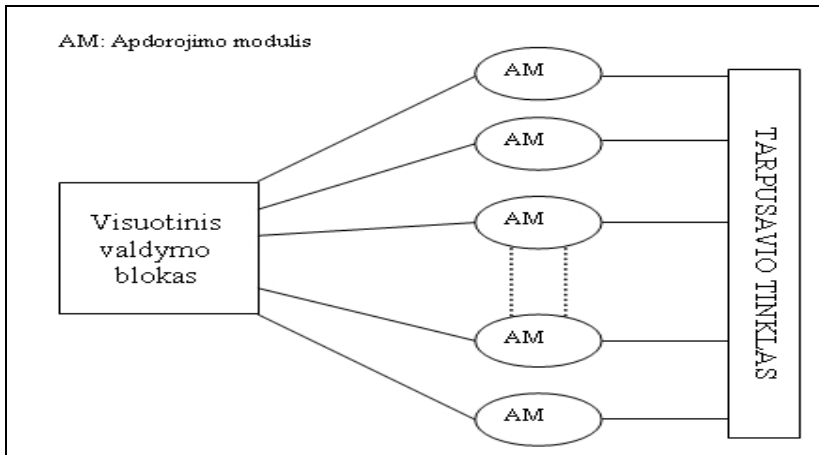 AM: Apdorojimo modulis
AM
AM
AM
AM
AM
Visuotinis
valdymo
blokas
TARPUSAVIO TINKLAS